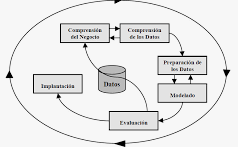 Comprensión
del Negocio
Comprensión
de los Datos
Preparación de
los Datos
Modelado
Implantación
Datos
Evaluación